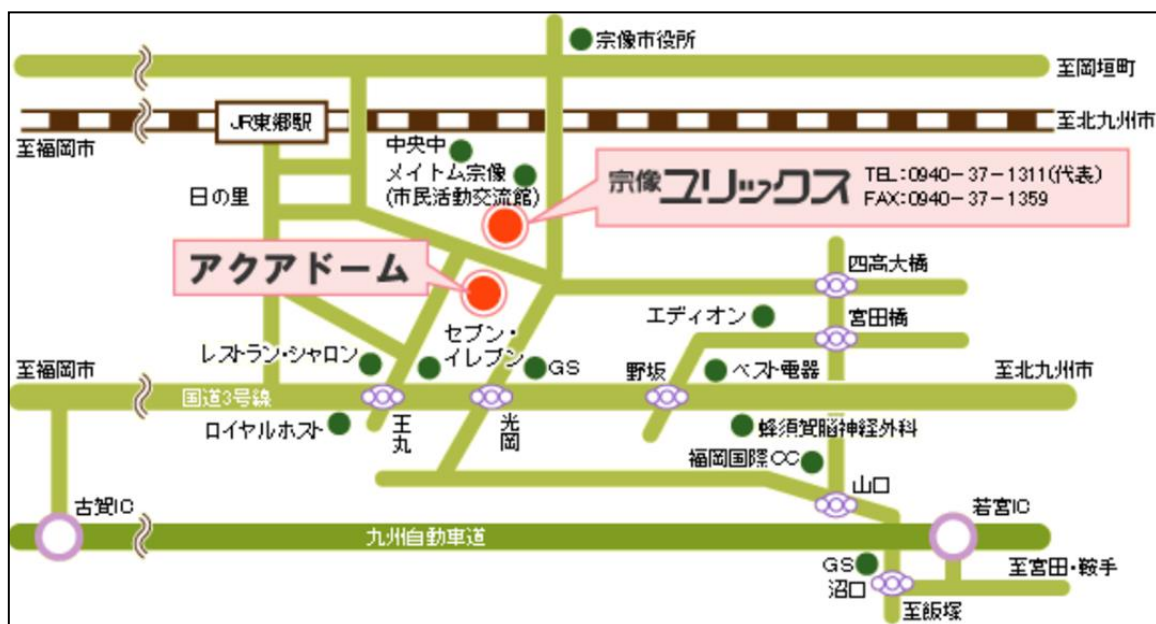 宗像市役所
至岡垣町
JR東郷駅
至福岡市
至北九州市
中央中
メイトム宗像
(市民活動交流館)
宗像ユリックス
TEL:0940-37-1311(代表)
FAX:0940-37-1359
日の里
アクアドーム
四高大橋
エディオン
宮田橋
セブン・
イレブン
レストラン・シャロン
GS
野坂
ベスト電器
至福岡市
至北九州市
国道3号線
ロイヤルホスト
王丸
光岡
蜂須賀脳神経外科
福岡国際CC
山口
古賀IC
若宮IC
九州自動車道
GS
沼口
至宮田・鞍手
至飯塚